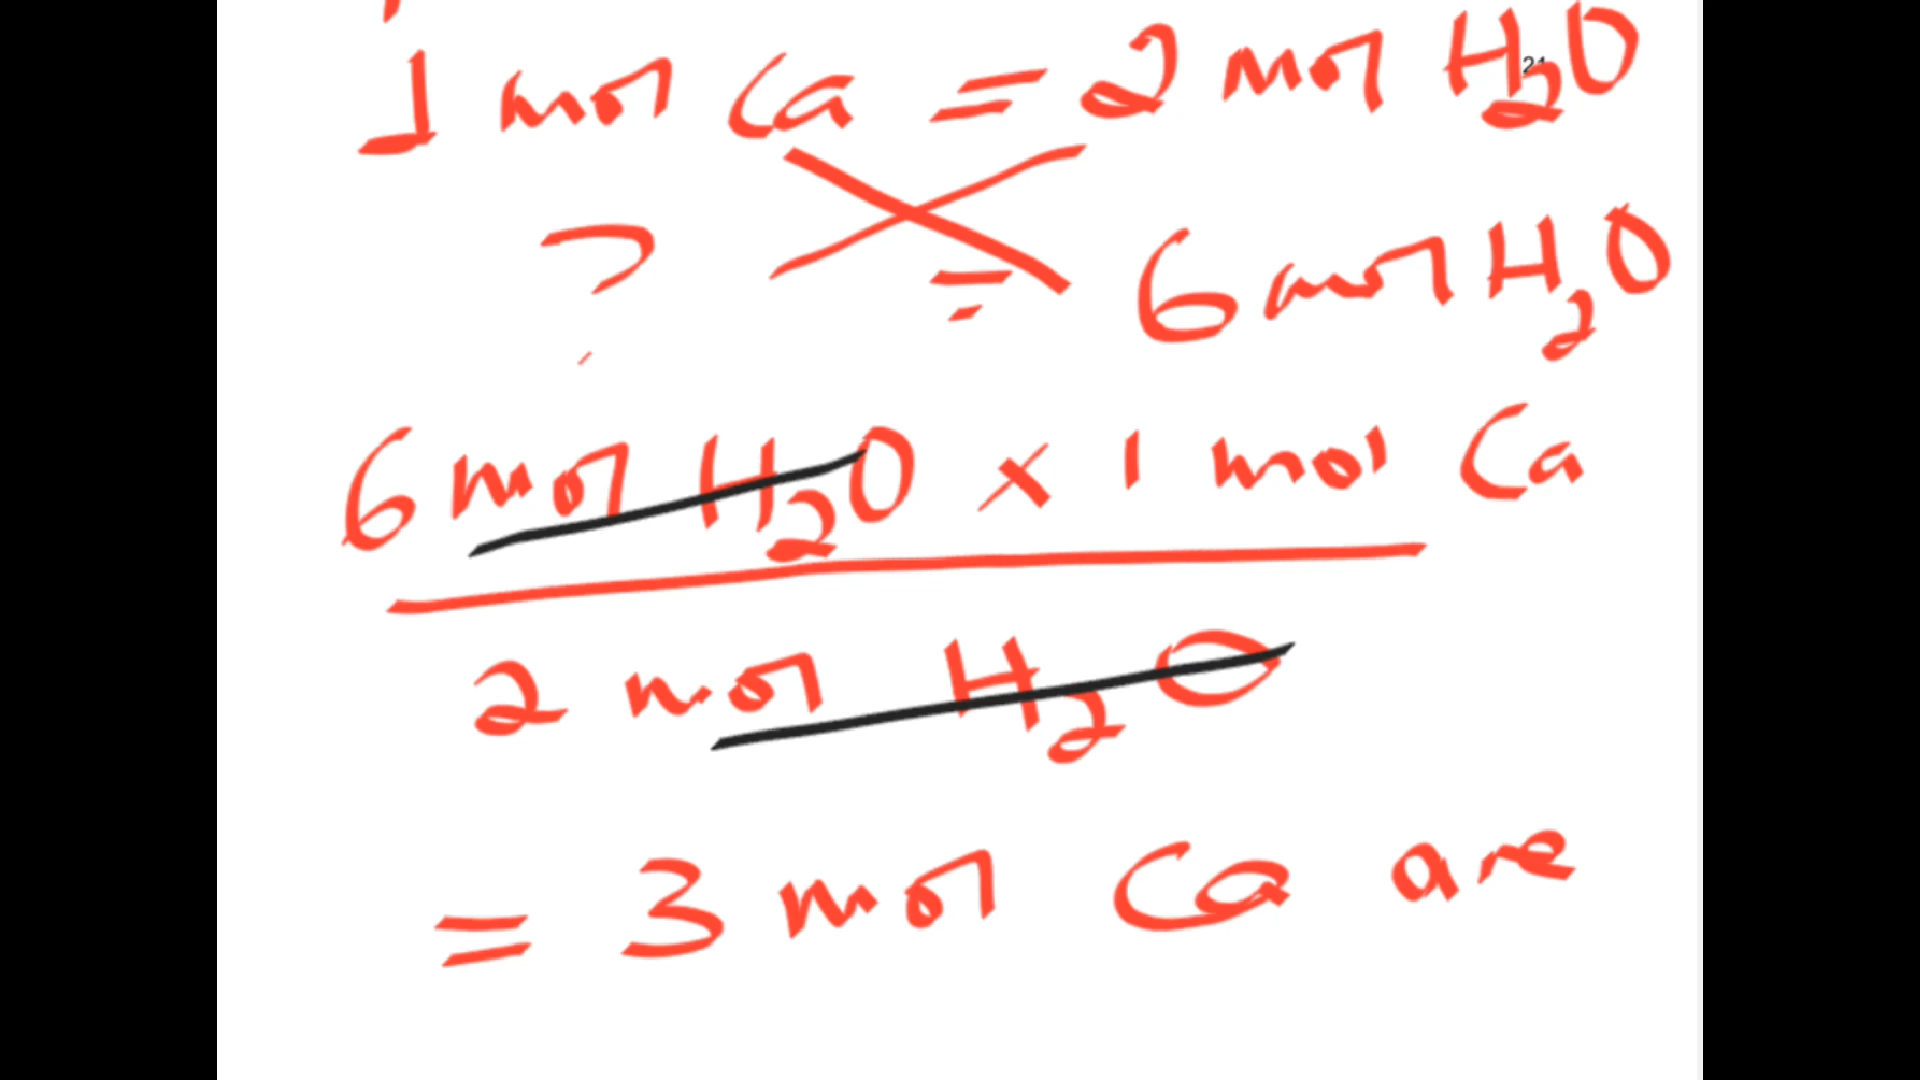 1 mol Ca = 2 mol H₂O
24
? = 6 mol H₂O
6 mol H₂O x 1 mol Ca
2 mol H₂O
= 3 mol Ca are